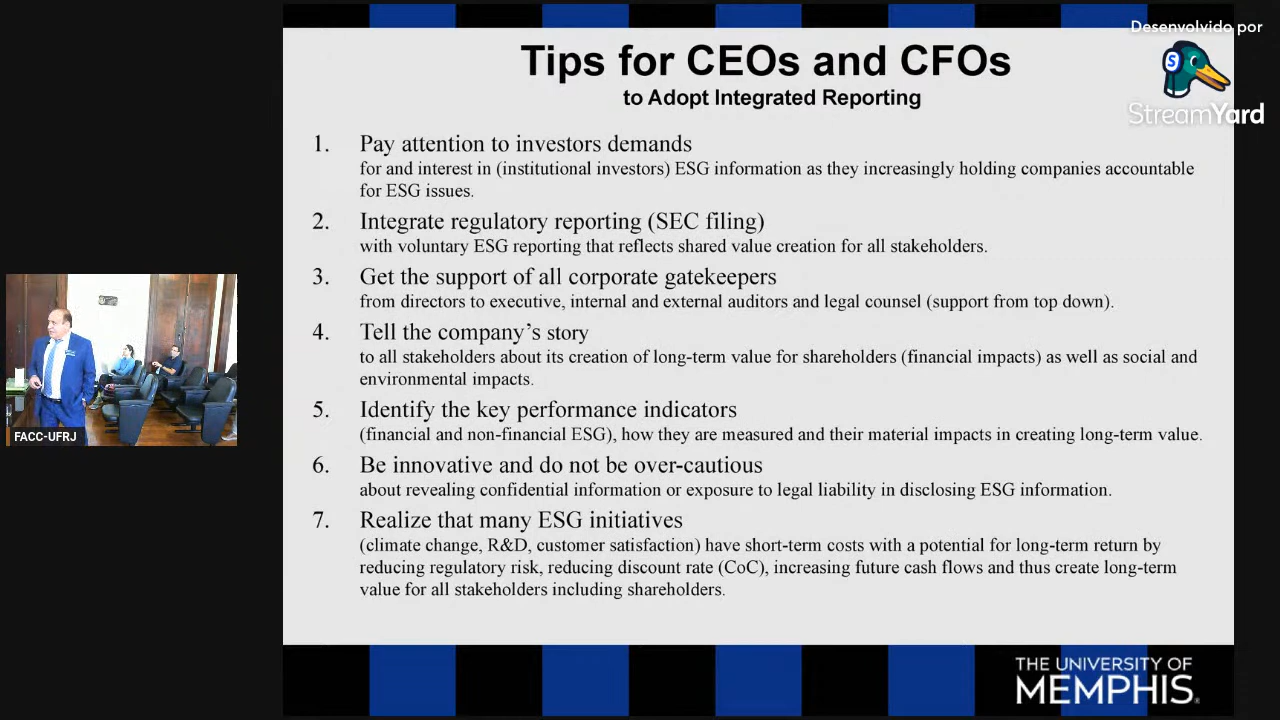 Desenvolvido por
StreamYard
Tips for CEOs and CFOs
to Adopt Integrated Reporting
1. Pay attention to investors demands
for and interest in (institutional investors) ESG information as they increasingly holding companies accountable
for ESG issues.
2. Integrate regulatory reporting (SEC filing)
with voluntary ESG reporting that reflects shared value creation for all stakeholders.
3. Get the support of all corporate gatekeepers
from directors to executive, internal and external auditors and legal counsel (support from top down).
4. Tell the company's story
to all stakeholders about its creation of long-term value for shareholders (financial impacts) as well as social and
environmental impacts.
5. Identify the key performance indicators
(financial and non-financial ESG), how they are measured and their material impacts in creating long-term value.
6. Be innovative and do not be over-cautious
about revealing confidential information or exposure to legal liability in disclosing ESG information.
7. Realize that many ESG initiatives
(climate change, R&D, customer satisfaction) have short-term costs with a potential for long-term return by
reducing regulatory risk, reducing discount rate (CoC), increasing future cash flows and thus create long-term
value for all stakeholders including shareholders.
FACC-UFRJ
THE UNIVERSITY OF
MEMPHIS®